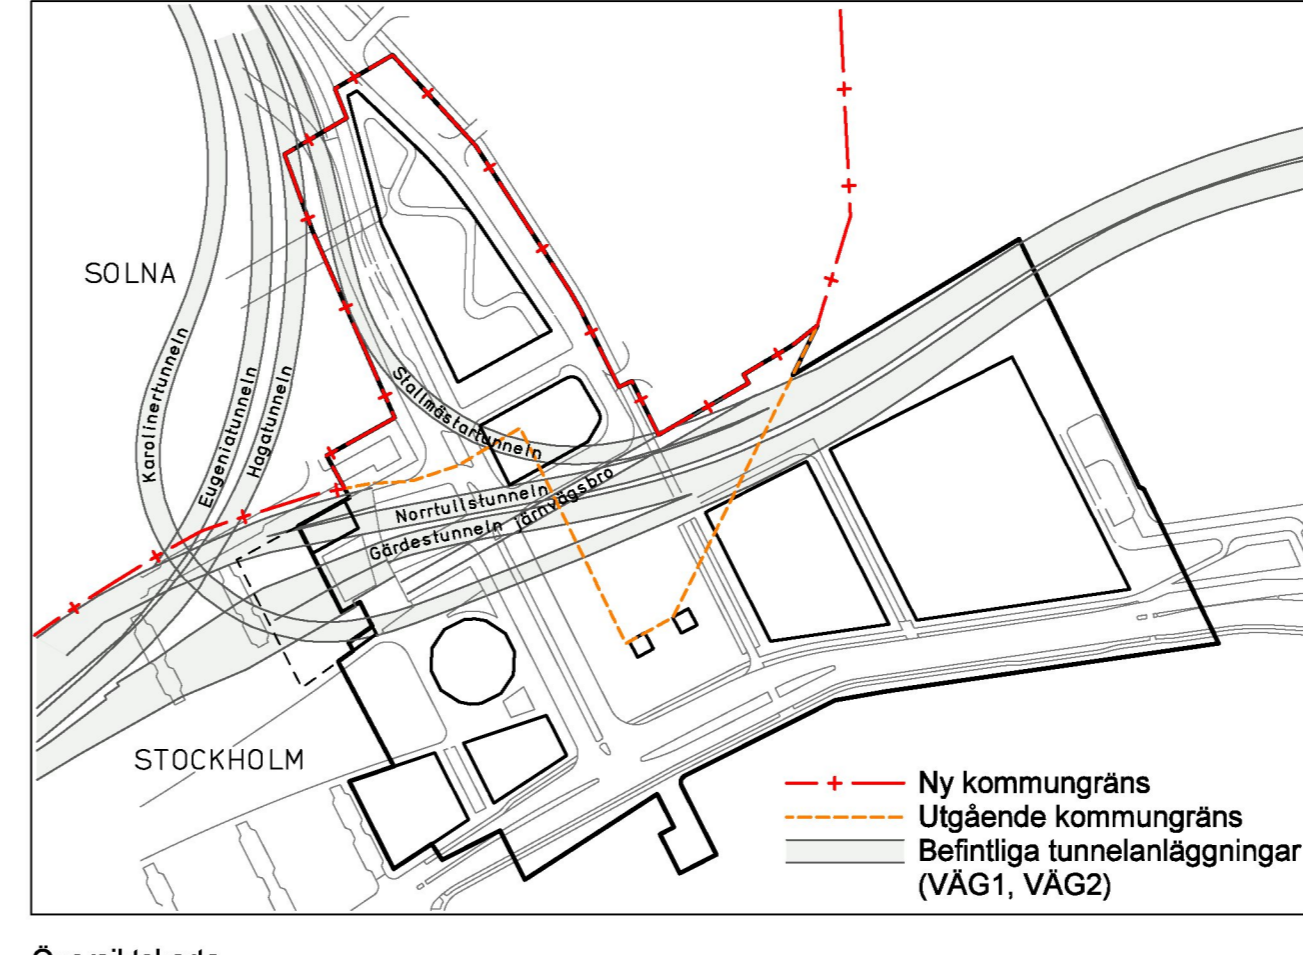 SOLNA
Karolinertunneln
Eugeniatunneln
Hagatunneln
Stallmästartunneln
Norrtullstunneln
Gärdestunneln
järnvägsbro
STOCKHOLM
Ny kommungräns
Utgående kommungräns
Befintliga tunnelanläggningar
(VÄG1, VÄG2)